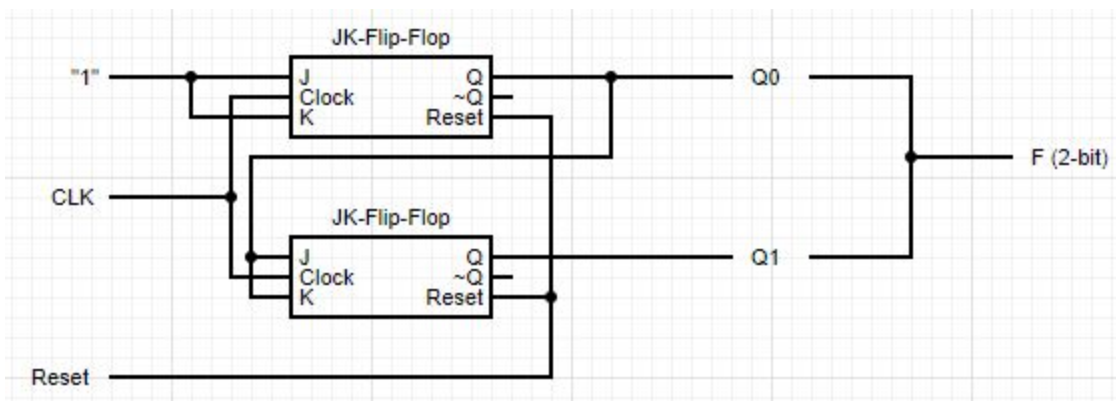 JK-Flip-Flop
"1"
J
Q
Q0
Clock
~Q
K
Reset
F (2-bit)
CLK
JK-Flip-Flop
J
Q
Q1
Clock
~Q
K
Reset
Reset